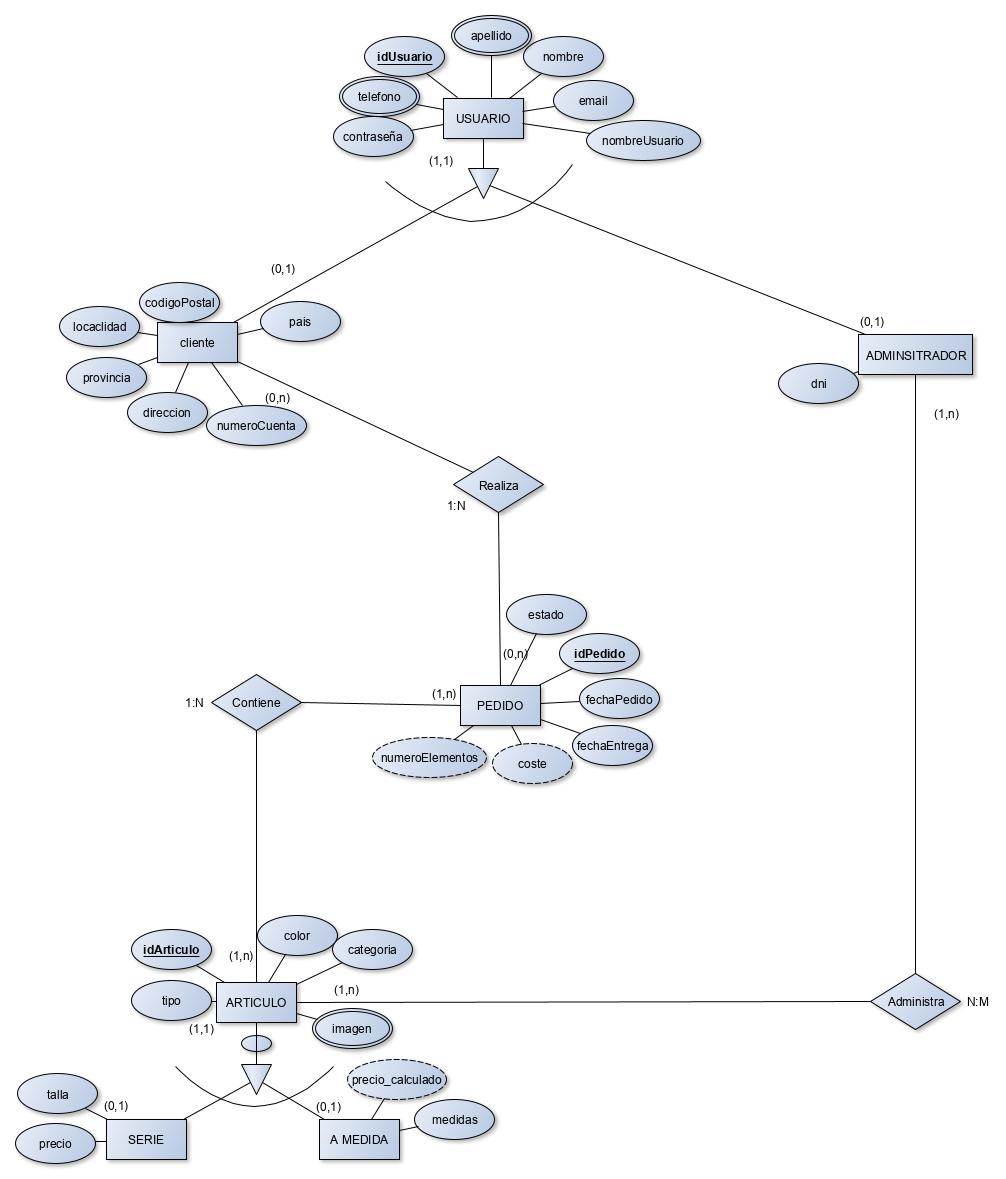 apellido
idUsuario
nombre
telefono
email
USUARIO
contraseña
nombreUsuario
(1,1)
(0,1)
codigoPostal
locaclidad
pais
cliente
(0,1)
ADMINSITRADOR
provincia
dni
(0,n)
direccion
numeroCuenta
(1,n)
Realiza
1:N
estado
(0,n)
idPedido
(1,n)
1:N
Contiene
PEDIDO
fechaPedido
fechaEntrega
numeroElementos
coste
color
idArticulo
categoria
(1,n)
(1,n)
tipo
ARTICULO
Administra
N:M
(1,1)
imagen
precio_calculado
talla
(0,1)
(0,1)
medidas
precio
SERIE
A MEDIDA